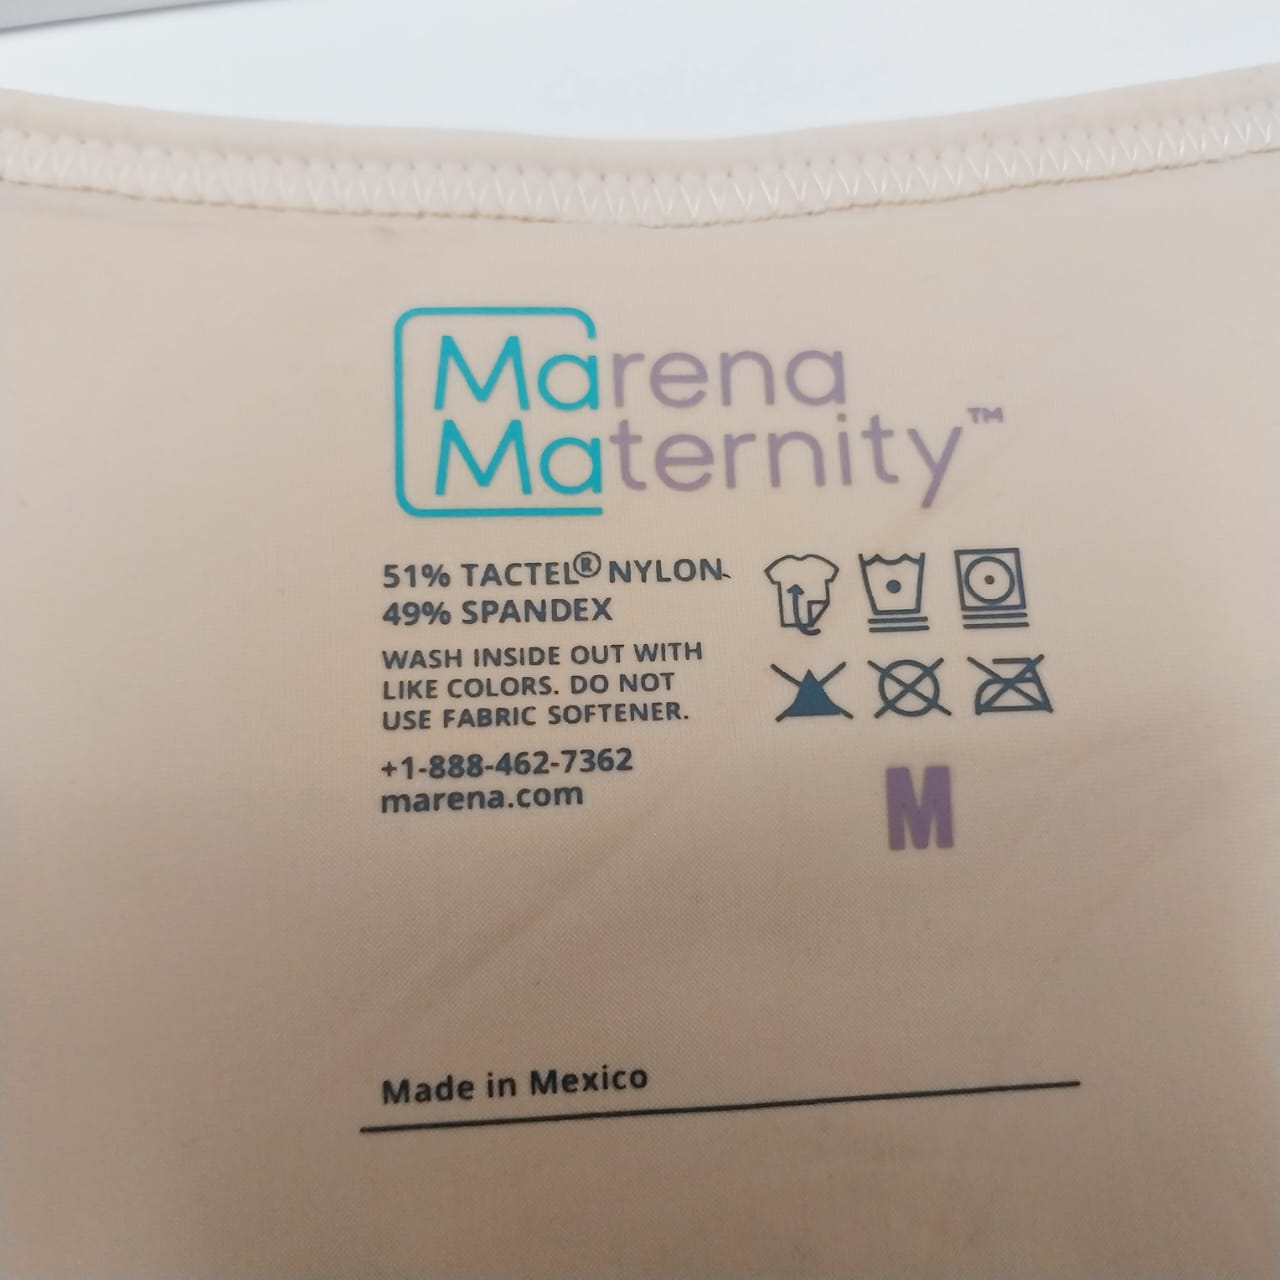 Marena
Maternity™
51% TACTEL® NYLON
49% SPANDEX
WASH INSIDE OUT WITH
LIKE COLORS. DO NOT
USE FABRIC SOFTENER.
+1-888-462-7362
marena.com
M
Made in Mexico